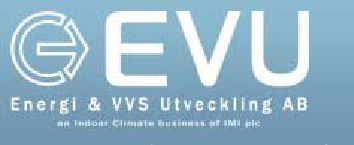 EVU
Energi & VVS Utveckling AB
an Indoor Climate business of IMI plc